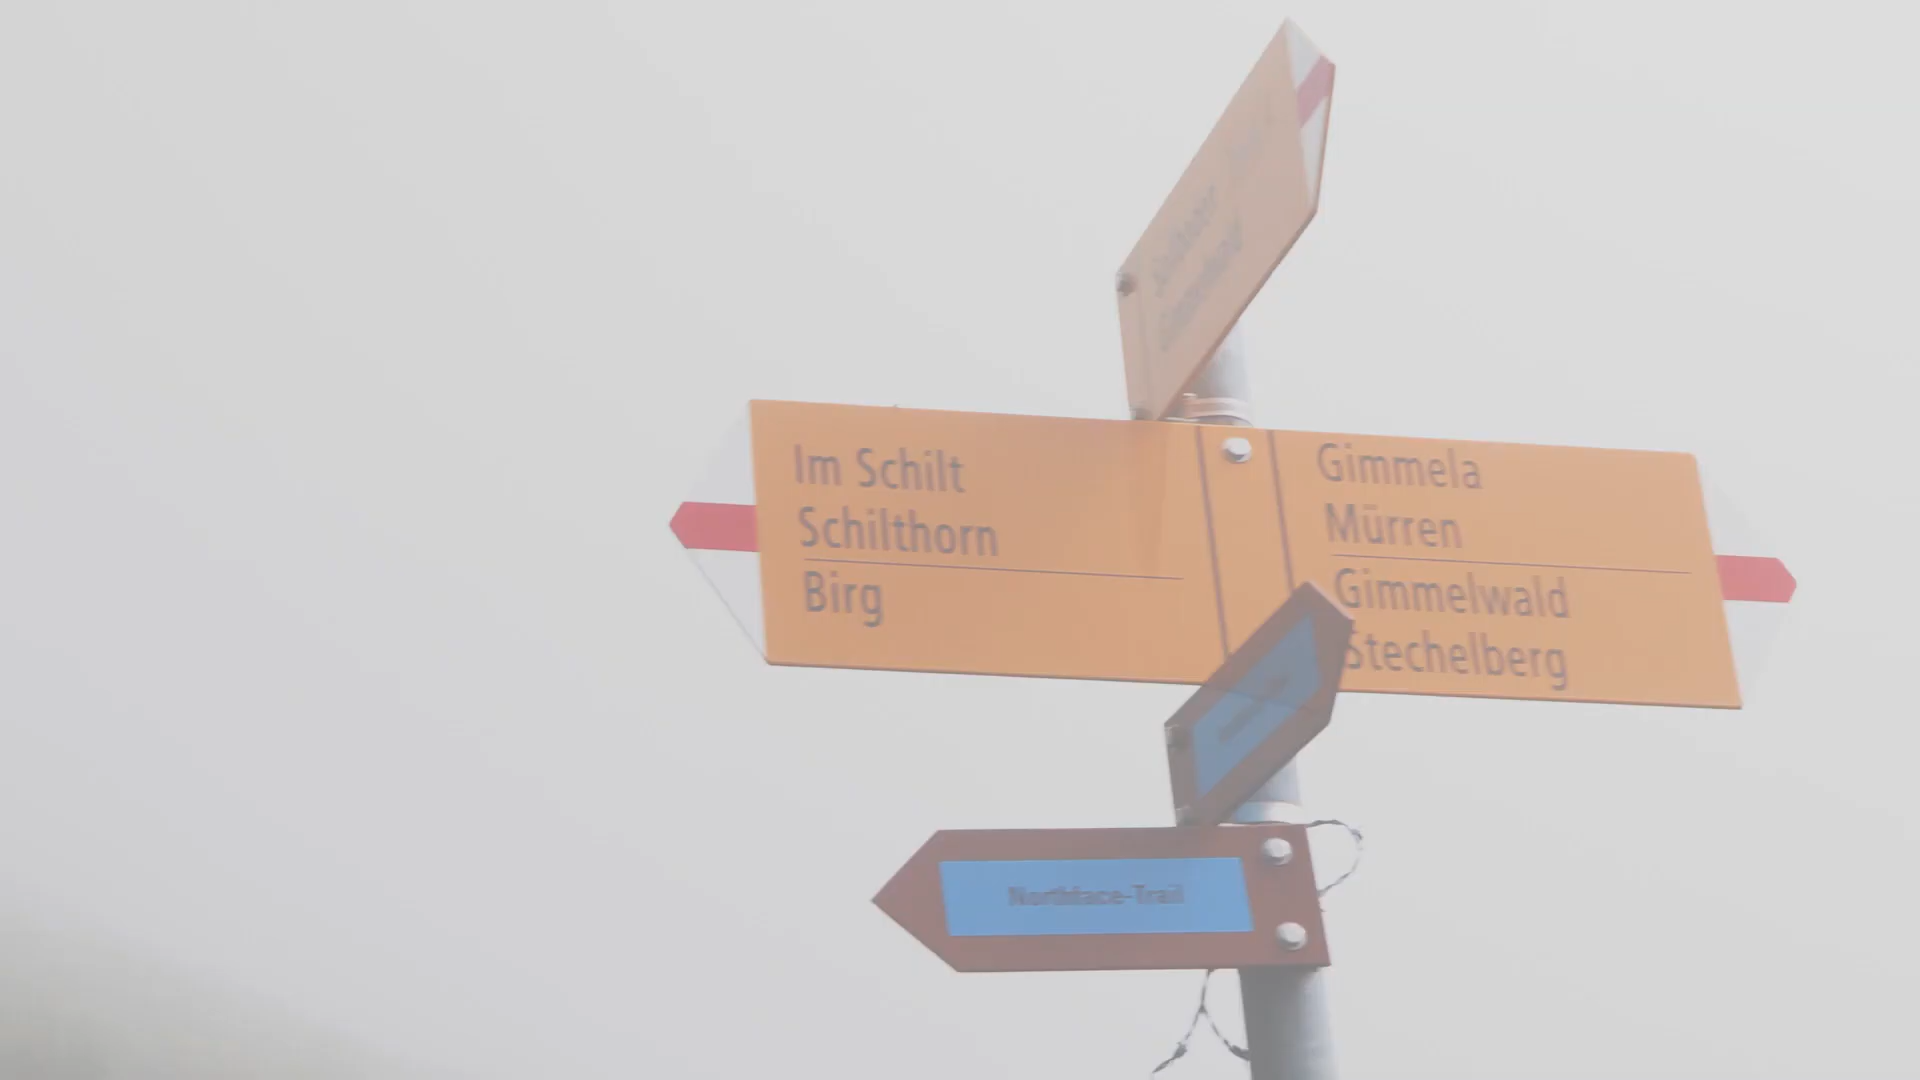 Im Schilt
Schilthorn
Birg
Gimmela
Mürren
Gimmelwald
Stechelberg
Northface-Trail